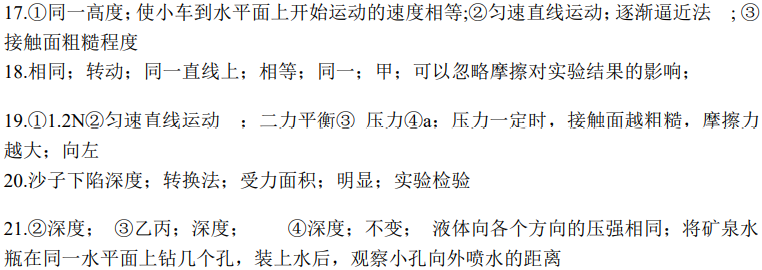 17.①同一高度；使小车到水平面上开始运动的速度相等;②匀速直线运动；逐渐逼近法 ；③
接触面粗糙程度
18.相同；转动；同一直线上；相等；同一；甲；可以忽略摩擦对实验结果的影响；
19.①1.2N②匀速直线运动 ；二力平衡③ 压力④a；压力一定时，接触面越粗糙，摩擦力
越大；向左
20.沙子下陷深度；转换法；受力面积；明显；实验检验
21.②深度； ③乙丙；深度； ④深度；不变； 液体向各个方向的压强相同；将矿泉水
瓶在同一水平面上钻几个孔，装上水后，观察小孔向外喷水的距离